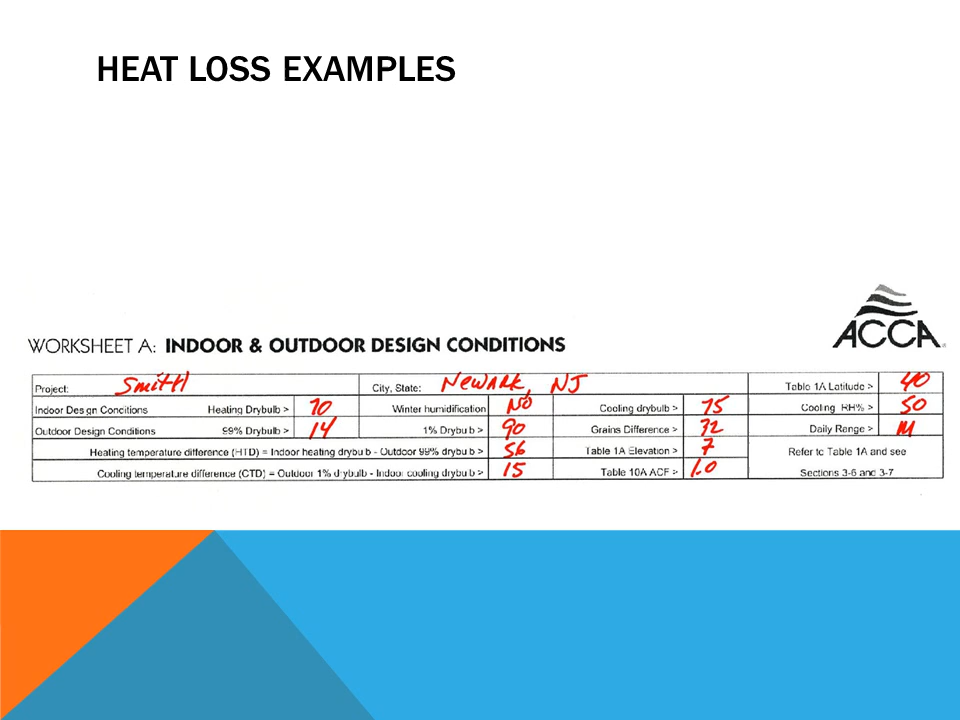 HEAT LOSS EXAMPLES
ACCA
WORKSHEET A: INDOOR & OUTDOOR DESIGN CONDITIONS
Project: Smith City, State: Newark, NJ Table 1A Latitude > 40
Indoor Design Conditions Heating Drybulb > 70 Winter humidification No Cooling drybulb > 75 Cooling RH% > 50
Outdoor Design Conditions 99% Drybulb > 14 1% Drybulb > 90 Grains Difference > 32 Daily Range > M
Heating temperature difference (HTD) = Indoor heating drybulb - Outdoor 99% drybulb > 56 Table 1A Elevation > 7 Refer to Table 1A and see
Cooling temperature difference (CTD) = Outdoor 1% drybulb - Indoor cooling drybulb > 15 Table 10A ACF > 1.0 Sections 3-6 and 3-7